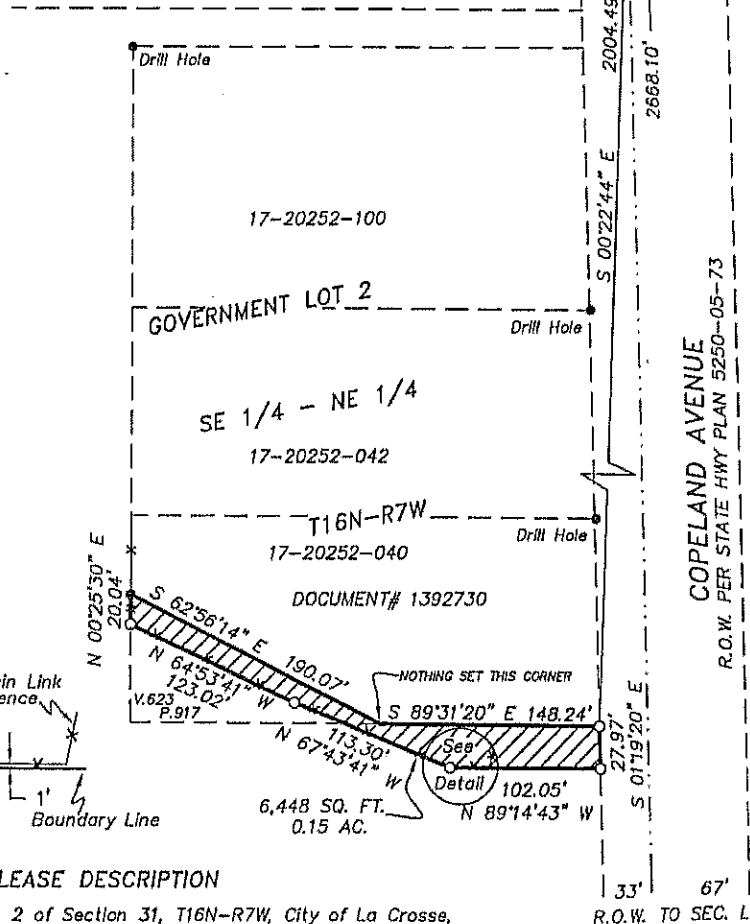 2004.49
2668.10'
Drill Hole
17-20252-100
S 00°22'44" E
GOVERNMENT LOT 2
Drill Hole
SE 1/4 - NE 1/4
17-20252-042
COPELAND AVENUE
R.O.W. PER STATE HWY PLAN 5250-05-73
T16N-R7W
Drill Hole
17-20252-040
N 00°25'30" E
20.04'
DOCUMENT# 1392730
S 62°56'14" E
190.07'
N 64°53'41" W
123.02'
NOTHING SET THIS CORNER
V.623
P.917
S 89°31'20" E 148.24'
in Link
ence
N 67°43'41" W
113.30'
See
Detail
27.97'
S 01°19'20" E
102.05'
N 89°14'43" W
6,448 SQ. FT.
0.15 AC.
1'
Boundary Line
LEASE DESCRIPTION
33'
67'
2 of Section 31, T16N-R7W, City of La Crosse,
R.O.W. TO SEC. L